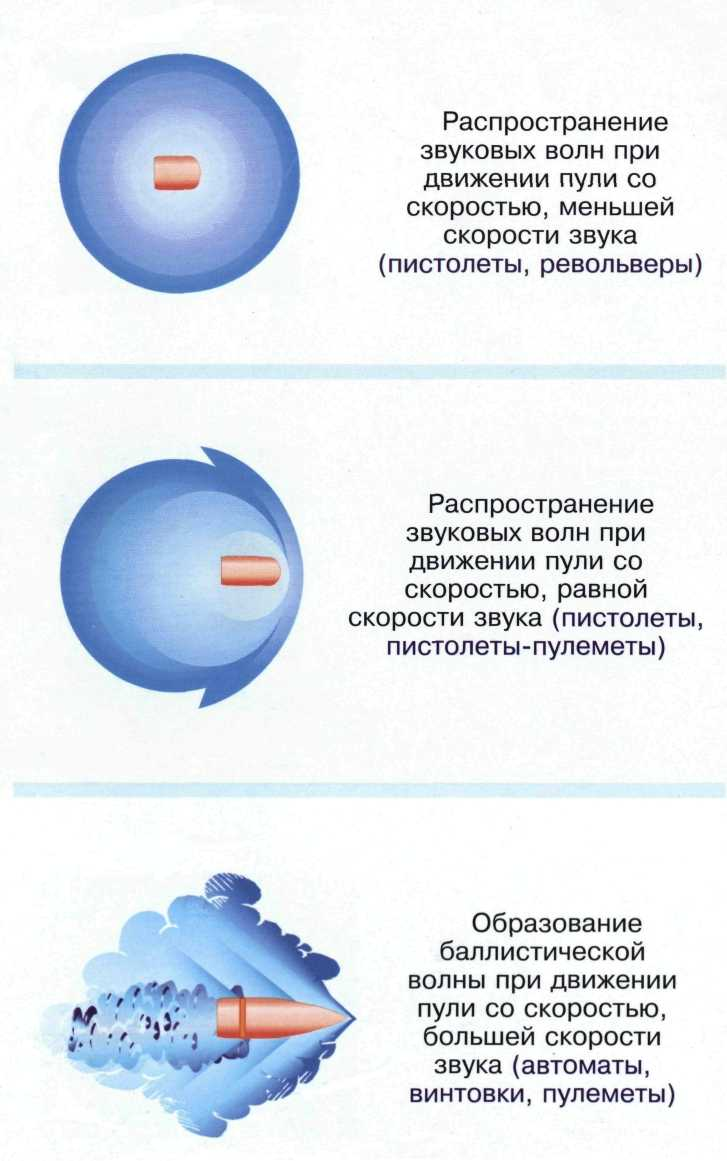 Распространение
звуковых волн при
движении пули со
скоростью, меньшей
скорости звука
(пистолеты, револьверы)
Распространение
звуковых волн при
движении пули со
скоростью, равной
скорости звука (пистолеты,
пистолеты-пулеметы)
Образование
баллистической
волны при движении
пули со скоростью,
большей скорости
звука (автоматы,
винтовки, пулеметы)